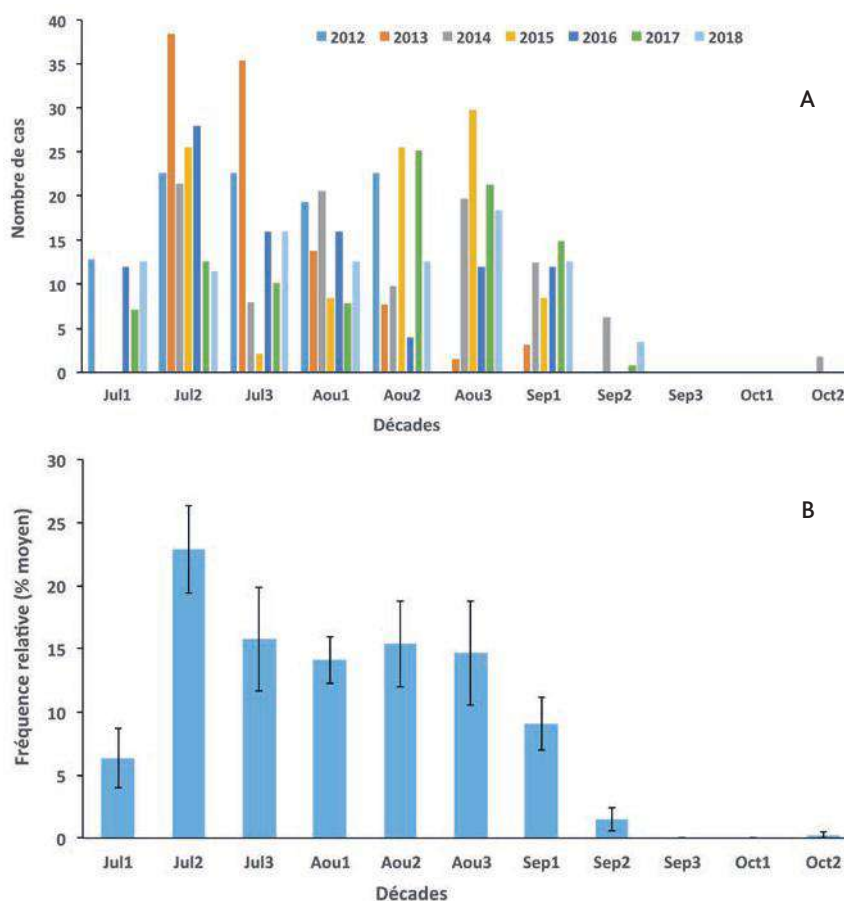 2012 2013 2014 2015 2016 2017 2018
A
Nombre de cas
40
35
30
25
20
15
10
5
0
Jul1 Jul2 Jul3 Aou1 Aou2 Aou3 Sep1 Sep2 Sep3 Oct1 Oct2
Décades
B
Fréquence relative (% moyen)
30
25
20
15
10
5
0
Jul1 Jul2 Jul3 Aou1 Aou2 Aou3 Sep1 Sep2 Sep3 Oct1 Oct2
Décades